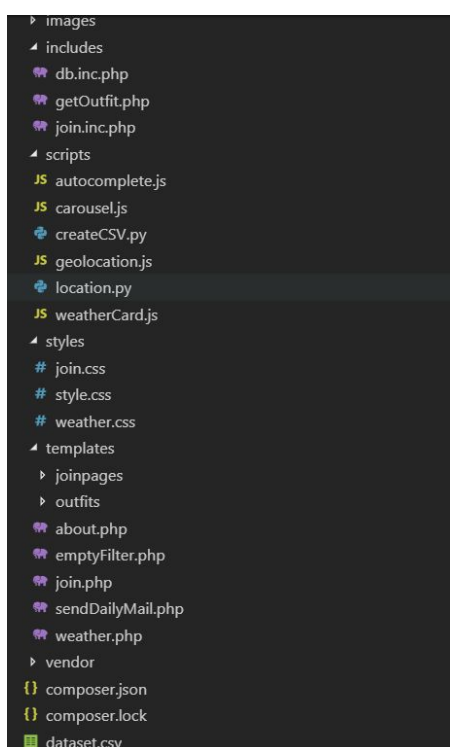 images
includes
db.inc.php
getOutfit.php
join.inc.php
scripts
JS autocomplete.js
JS carousel.js
createCSV.py
JS geolocation.js
location.py
JS weatherCard.js
styles
# join.css
# style.css
# weather.css
templates
joinpages
outfits
about.php
emptyFilter.php
join.php
sendDailyMail.php
weather.php
vendor
{} composer.json
{} composer.lock
dataset.csv